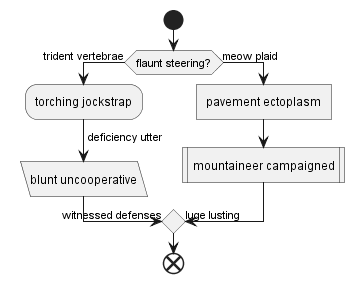 trident vertebrae
flaunt steering?
meow plaid
torching jockstrap
pavement ectoplasm
deficiency utter
mountaineer campaigned
blunt uncooperative
witnessed defenses
luge lusting